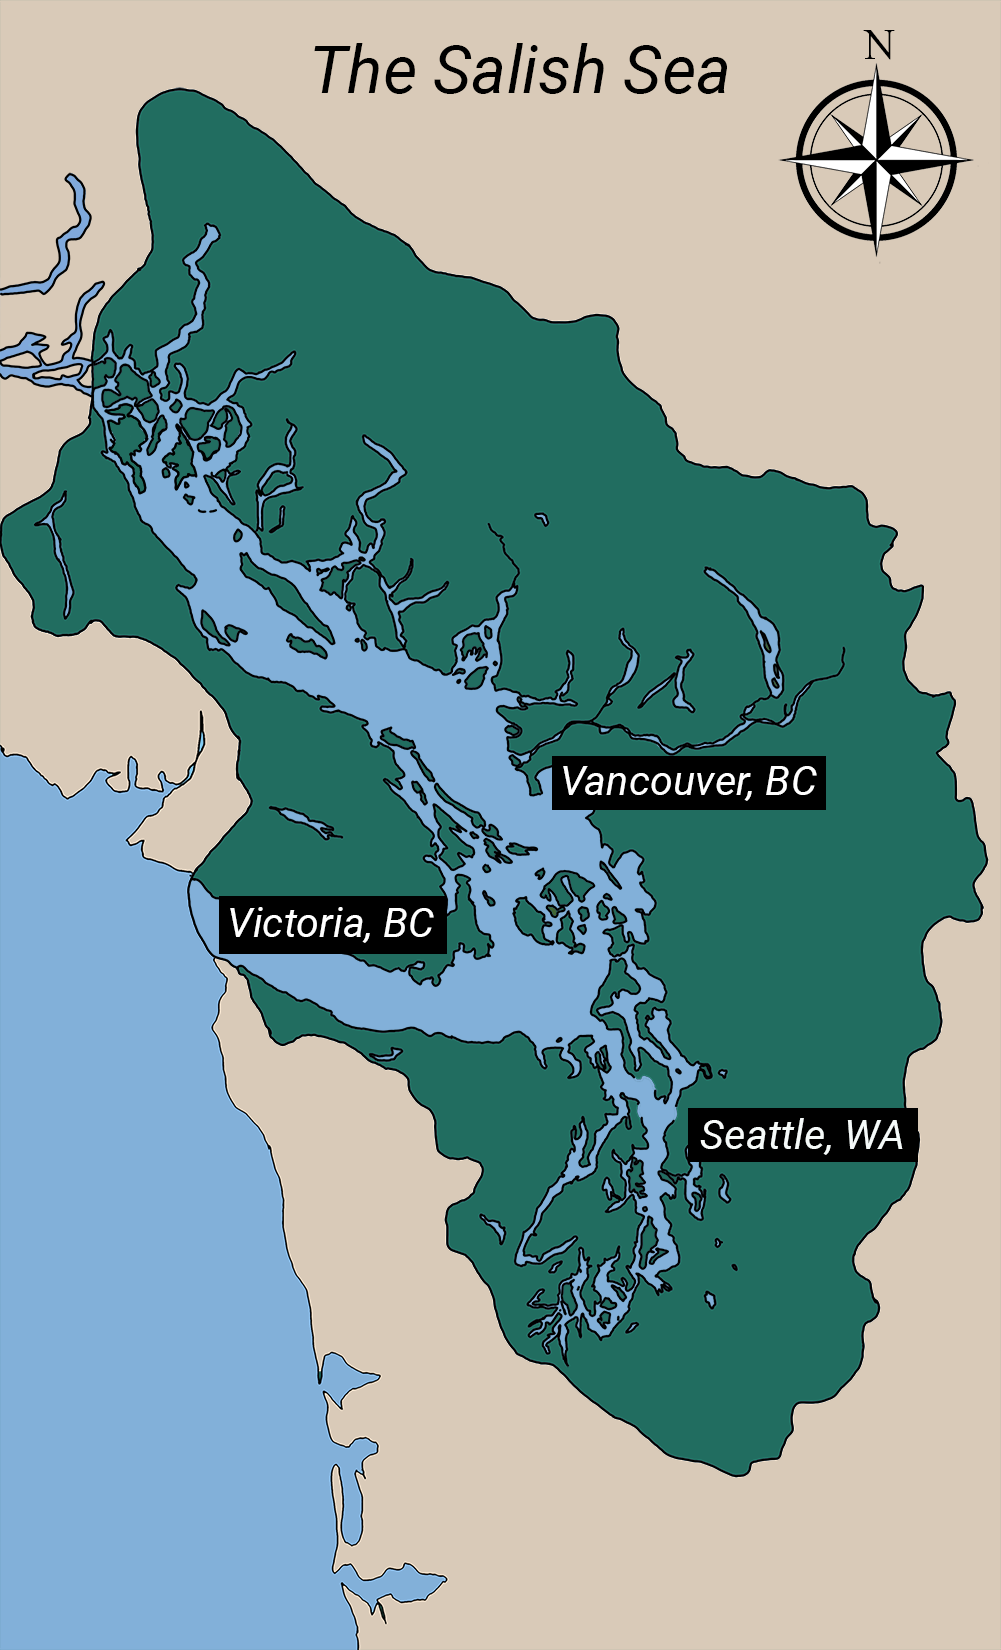 The Salish Sea
N
Vancouver, BC
Victoria, BC
Seattle, WA